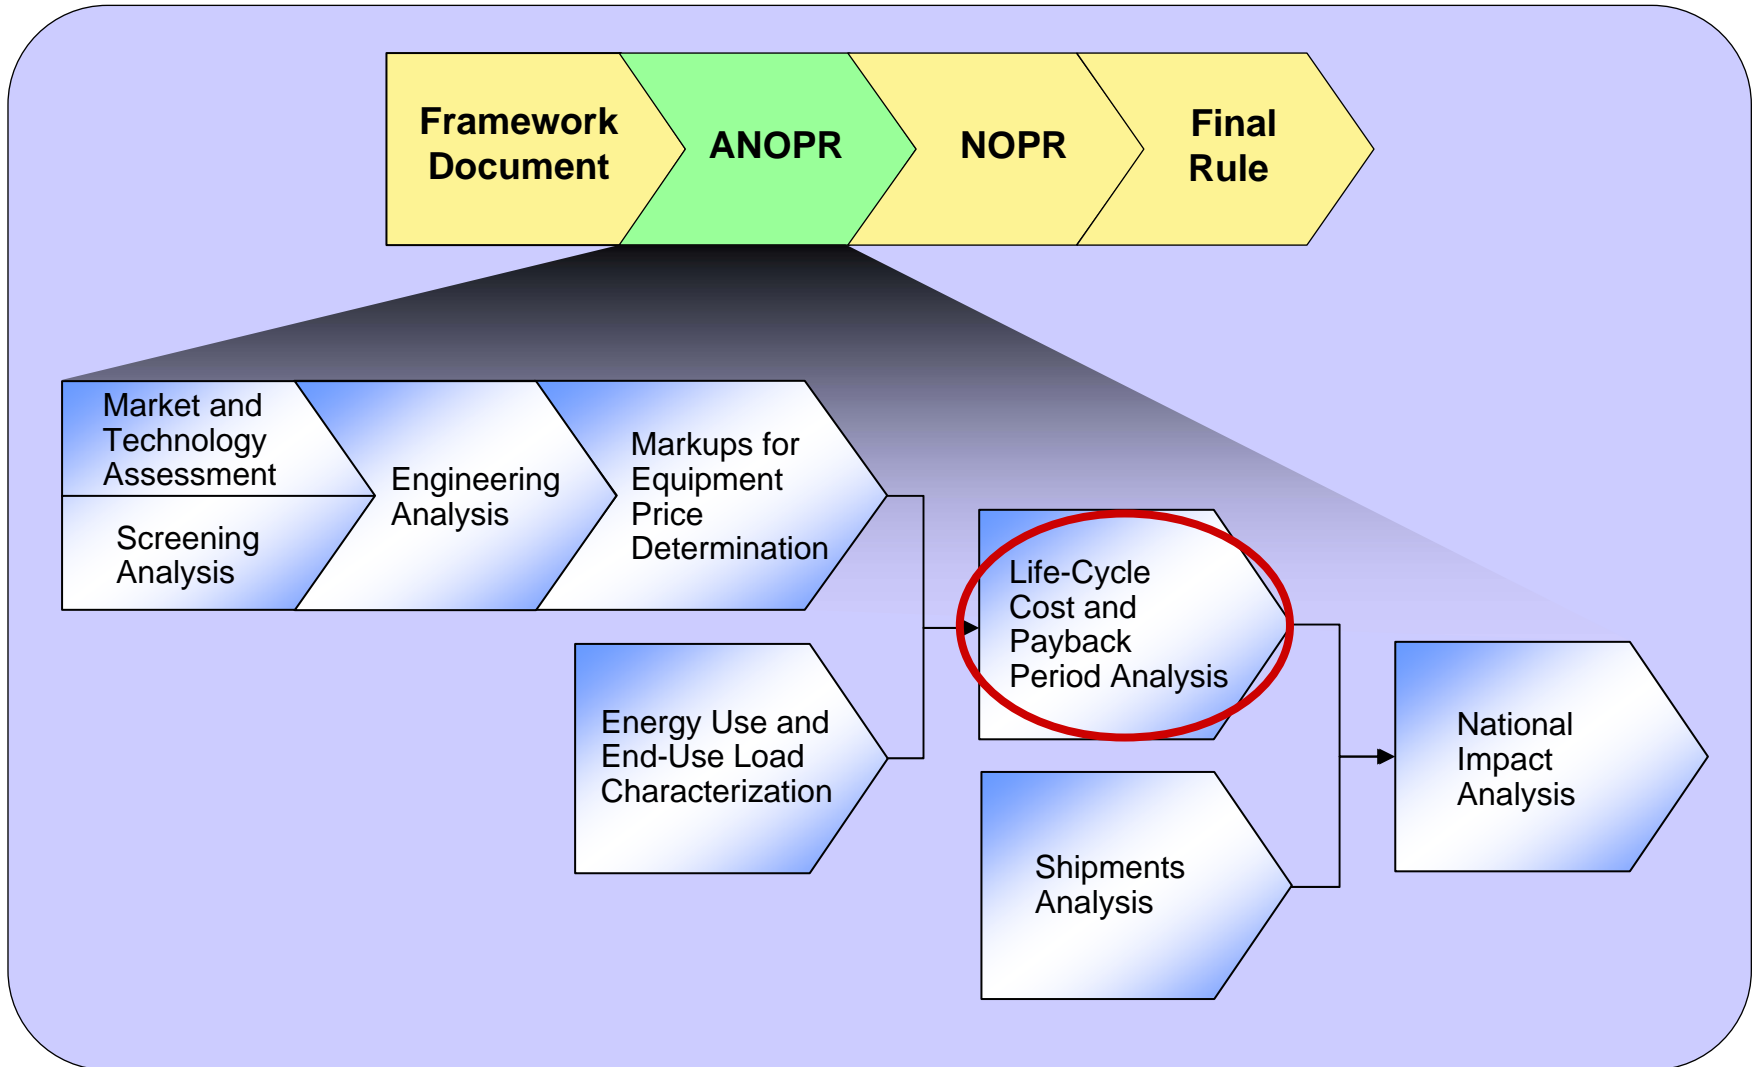 Framework
Document
ANOPR
NOPR
Final
Rule
Market and
Technology
Assessment
Screening
Analysis
Engineering
Analysis
Markups for
Equipment
Price
Determination
Energy Use and
End-Use Load
Characterization
Life-Cycle
Cost and
Payback
Period Analysis
Shipments
Analysis
National
Impact
Analysis